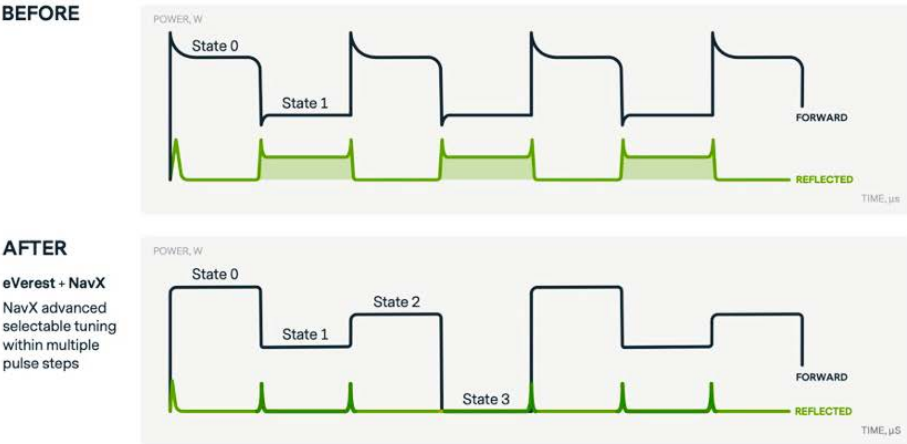 BEFORE
POWER, W
State 0
State 1
FORWARD
REFLECTED
TIME, µs
AFTER
eVerest + NavX
NavX advanced
selectable tuning
within multiple
pulse steps
POWER, W
State 0
State 1
State 2
State 3
FORWARD
REFLECTED
TIME, µS